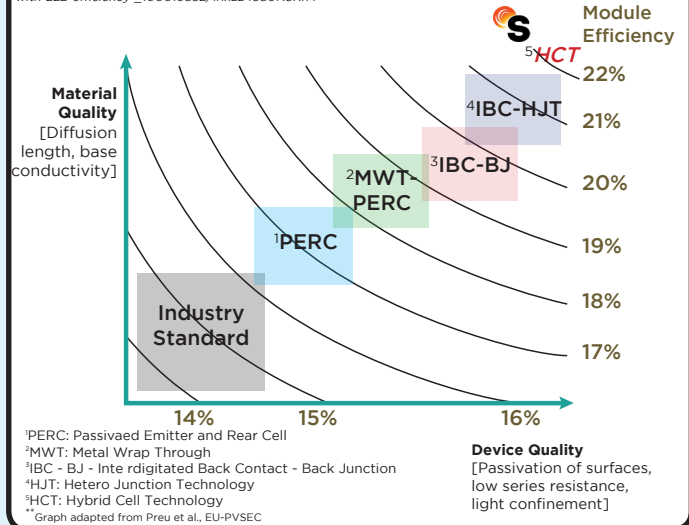 Module
Efficiency
S
⁵HCT
22%
Material
Quality
[Diffusion
length, base
conductivity]
⁴IBC-HJT
21%
³IBC-BJ
20%
²MWT-
PERC
¹PERC
19%
18%
Industry
Standard
17%
14%
15%
16%
¹PERC: Passivaed Emitter and Rear Cell
²MWT: Metal Wrap Through
³IBC - BJ - Inte rdigitated Back Contact - Back Junction
⁴HJT: Hetero Junction Technology
⁵HCT: Hybrid Cell Technology
**Graph adapted from Preu et al., EU-PVSEC
Device Quality
[Passivation of surfaces,
low series resistance,
light confinement]